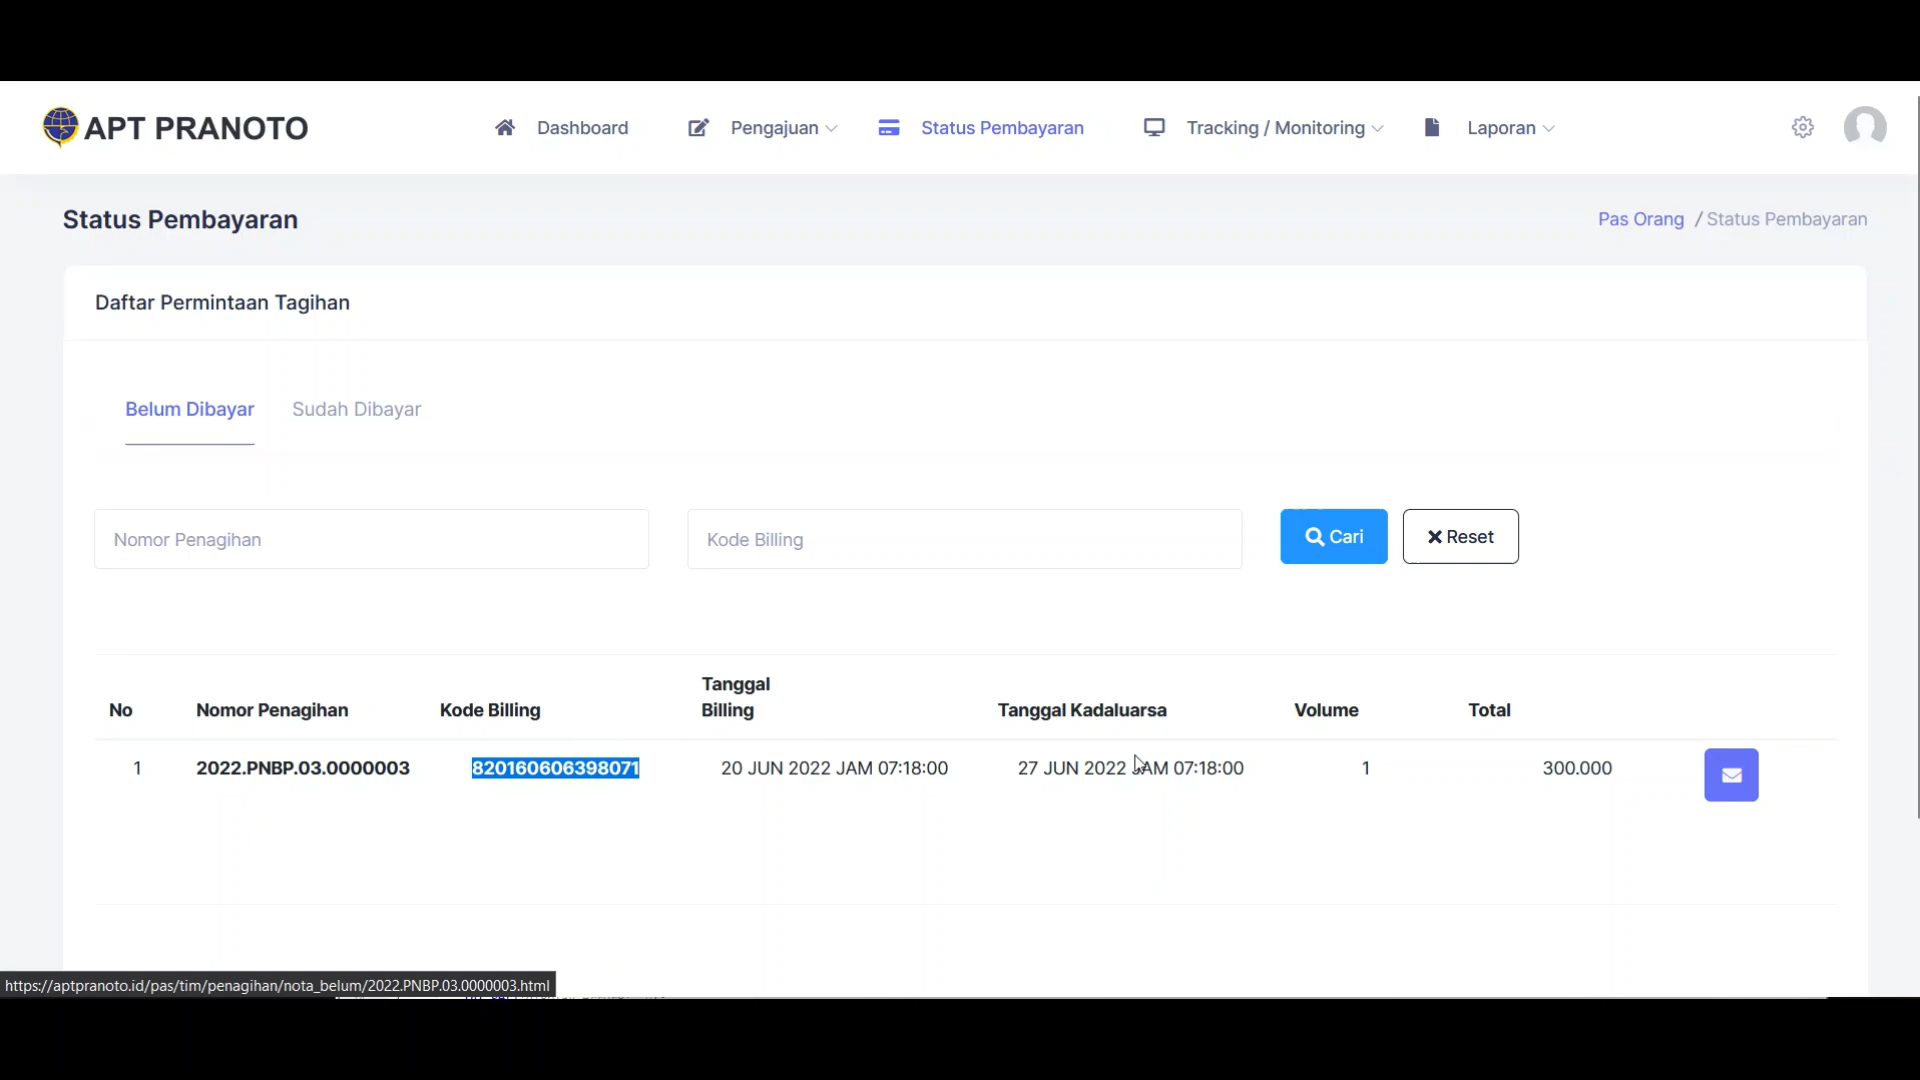 APT PRANOTO
Dashboard
Pengajuan
Status Pembayaran
Tracking / Monitoring
Laporan
Status Pembayaran
Pas Orang / Status Pembayaran
Daftar Permintaan Tagihan
Belum Dibayar
Sudah Dibayar
Nomor Penagihan
Kode Billing
Cari
Reset
No
Nomor Penagihan
Kode Billing
Tanggal
Billing
Tanggal Kadaluarsa
Volume
Total
1
2022.PNBP.03.0000003
820160606398071
20 JUN 2022 JAM 07:18:00
27 JUN 2022 JAM 07:18:00
1
300.000
https://aptpranoto.id/pas/tim/penagihan/nota_belum/2022.PNBP.03.0000003.html